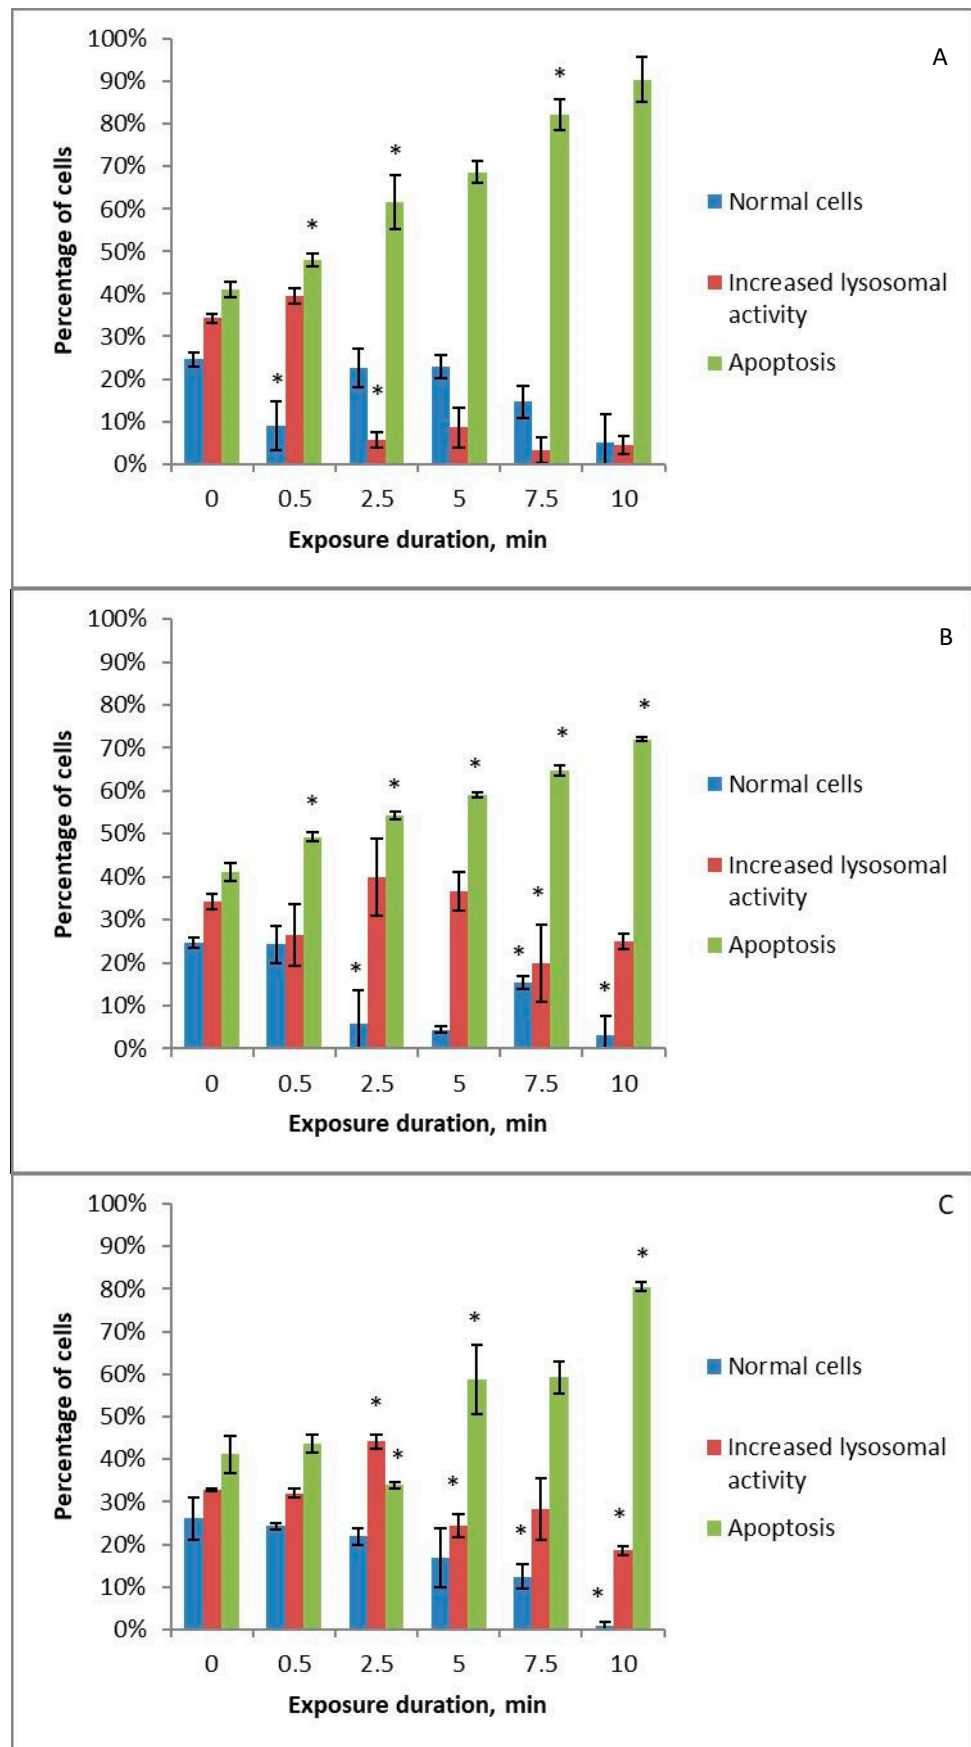 A
100%
90%
80%
70%
60%
50%
40%
30%
20%
10%
0%
Percentage of cells
* * * * * *
0 0.5 2.5 5 7.5 10
Exposure duration, min
Normal cells
Increased lysosomal
activity
Apoptosis
B
100%
90%
80%
70%
60%
50%
40%
30%
20%
10%
0%
Percentage of cells
* * * * * * * * *
0 0.5 2.5 5 7.5 10
Exposure duration, min
Normal cells
Increased lysosomal
activity
Apoptosis
C
100%
90%
80%
70%
60%
50%
40%
30%
20%
10%
0%
Percentage of cells
* * * * * * * *
0 0.5 2.5 5 7.5 10
Exposure duration, min
Normal cells
Increased lysosomal
activity
Apoptosis